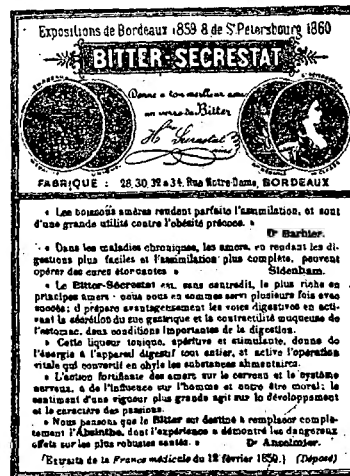 Expositions de Bordeaux 1859 & de St Petersbourg 1860
BITTER-SECRESTAT
Donne a ton meilleur ami
un verre de Bitter
Secrestat
FABRIQUE : 28, 30, 32 & 34, Rue Notre-Dame, BORDEAUX
« Les boissons amères rendent parfaite l'assimilation, et sont
d'une grande utilité contre l'obésité précoce. »
Dr Barbier.
« Dans les maladies chroniques, les amers, en rendant les di-
gestions plus faciles et l'assimilation plus complète, peuvent
opérer des cures étonnantes »
Sidenham.
« Le Bitter-Secrestat est, sans contredit, le plus riche en
principes amers : nous nous en sommes servi plusieurs fois avec
succès; il prépare avantageusement les voies digestives en acti-
vant la sécrétion du suc gastrique et la contractilité muqueuse de
l'estomac, deux conditions importantes de la digestion.
« Cette liqueur tonique, apéritive et stimulante, donne de
l'énergie à l'appareil digestif tout entier, et active l'opération
vitale qui convertit en chyle les substances alimentaires.
« L'action fortifiante des amers sur le cerveau et le système
nerveux, a de l'influence sur l'homme et entre être moral; le
sentiment d'une vigueur plus grande agit sur le développement
et le caractère des passions.
« Nous pensons que le Bitter est destiné à remplacer complè-
tement l'Absinthe, dont l'expérience a démontré les dangereux
effets sur les plus robustes santés. » Dr Ancelmier.
(Extraits de la France médicale du 12 février 1859.) (Déposé)